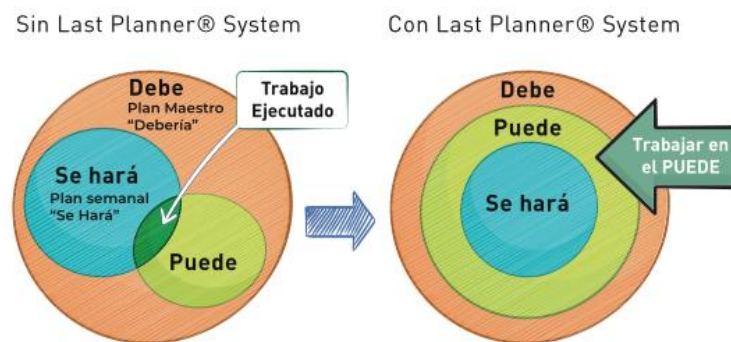 Sin Last Planner® System
Debe
Plan Maestro
"Debería"
Trabajo
Ejecutado
Se hará
Plan semanal
"Se Hará"
Puede
Con Last Planner® System
Debe
Puede
Se hará
Trabajar en
el PUEDE